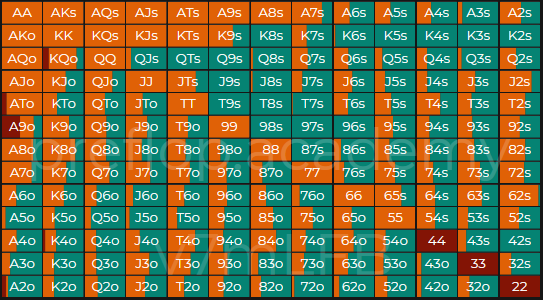 AA AKs AQs AJs ATs A9s A8s A7s A6s A5s A4s A3s A2s
AKo KK KQs KJs KTs K9s K8s K7s K6s K5s K4s K3s K2s
AQo KQo QQ QJs QTs Q9s Q8s Q7s Q6s Q5s Q4s Q3s Q2s
AJo KJo QJo JJ JTs J9s J8s J7s J6s J5s J4s J3s J2s
ATo KTo QTo JTo TT T9s T8s T7s T6s T5s T4s T3s T2s
A9o K9o Q9o J9o T9o 99 98s 97s 96s 95s 94s 93s 92s
A8o K8o Q8o J8o T8o 98o 88 87s 86s 85s 84s 83s 82s
A7o K7o Q7o J7o T7o 97o 87o 77 76s 75s 74s 73s 72s
A6o K6o Q6o J6o T6o 96o 86o 76o 66 65s 64s 63s 62s
A5o K5o Q5o J5o T5o 95o 85o 75o 65o 55 54s 53s 52s
A4o K4o Q4o J4o T4o 94o 84o 74o 64o 54o 44 43s 42s
A3o K3o Q3o J3o T3o 93o 83o 73o 63o 53o 43o 33 32s
A2o K2o Q2o J2o T2o 92o 82o 72o 62o 52o 42o 32o 22
preflop.academy